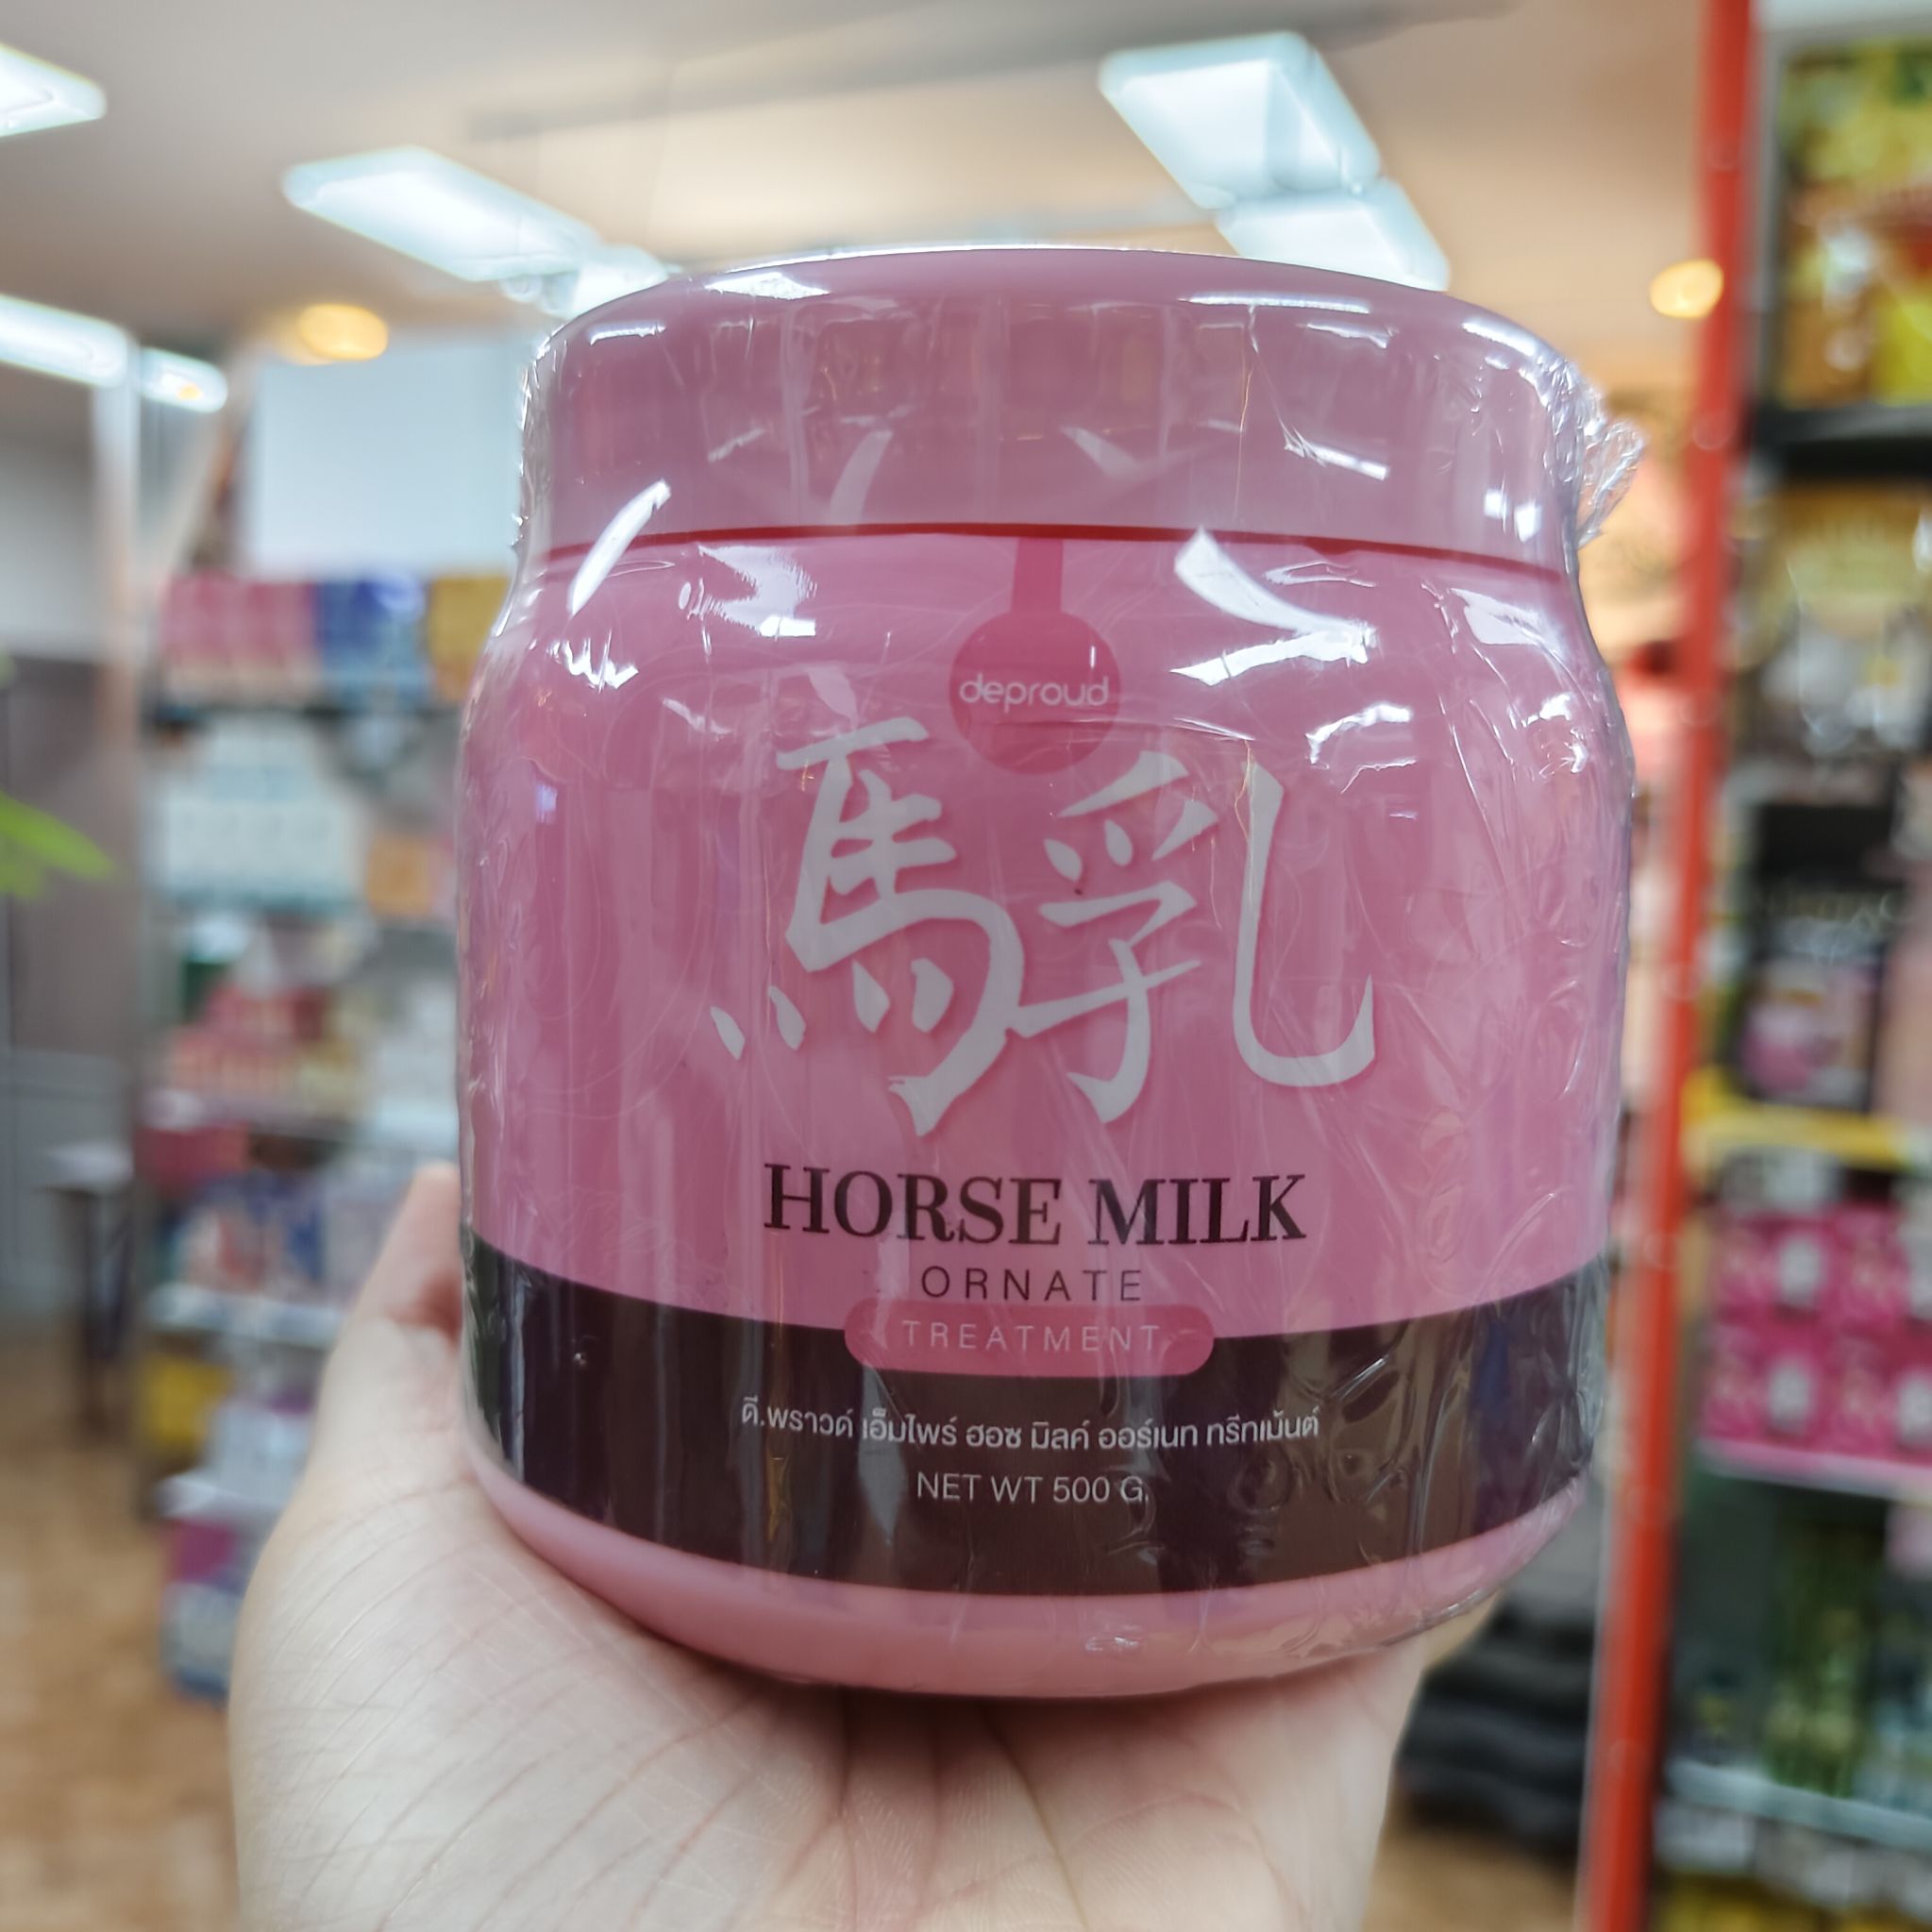 deproud
馬乳
HORSE MILK
ORNATE
TREATMENT
ดี.พราวด์ เอ็มไพร์ ฮอซ มิลค์ ออร์เนท ทรีทเม้นต์
NET WT 500 G.